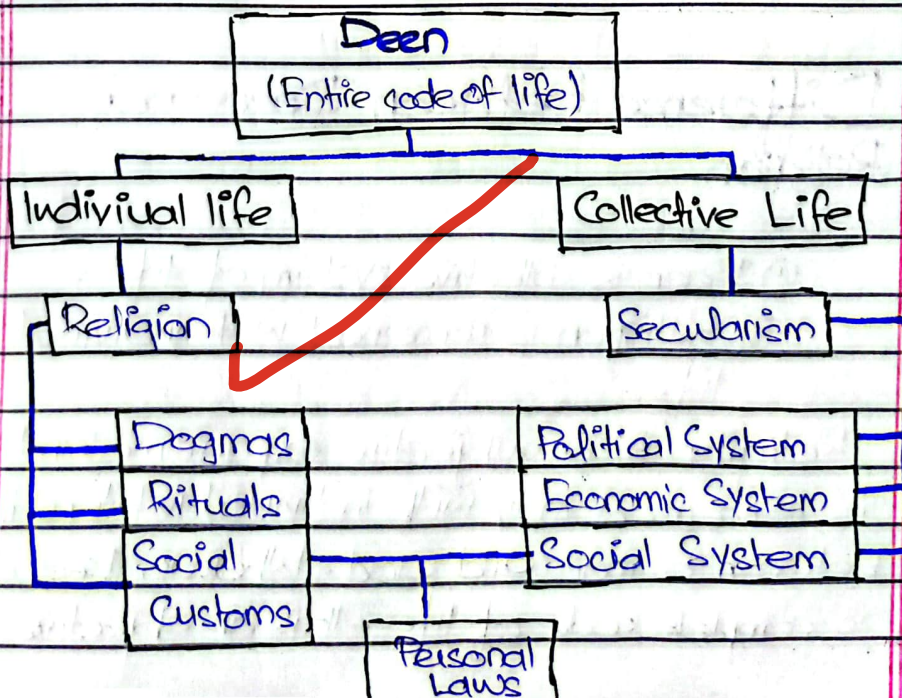 Deen
(Entire code of life)
Indiviual life
Collective Life
Religion
Secularism
Dogmas
Rituals
Social
Customs
Political System
Economic System
Social System
Personal
Laws